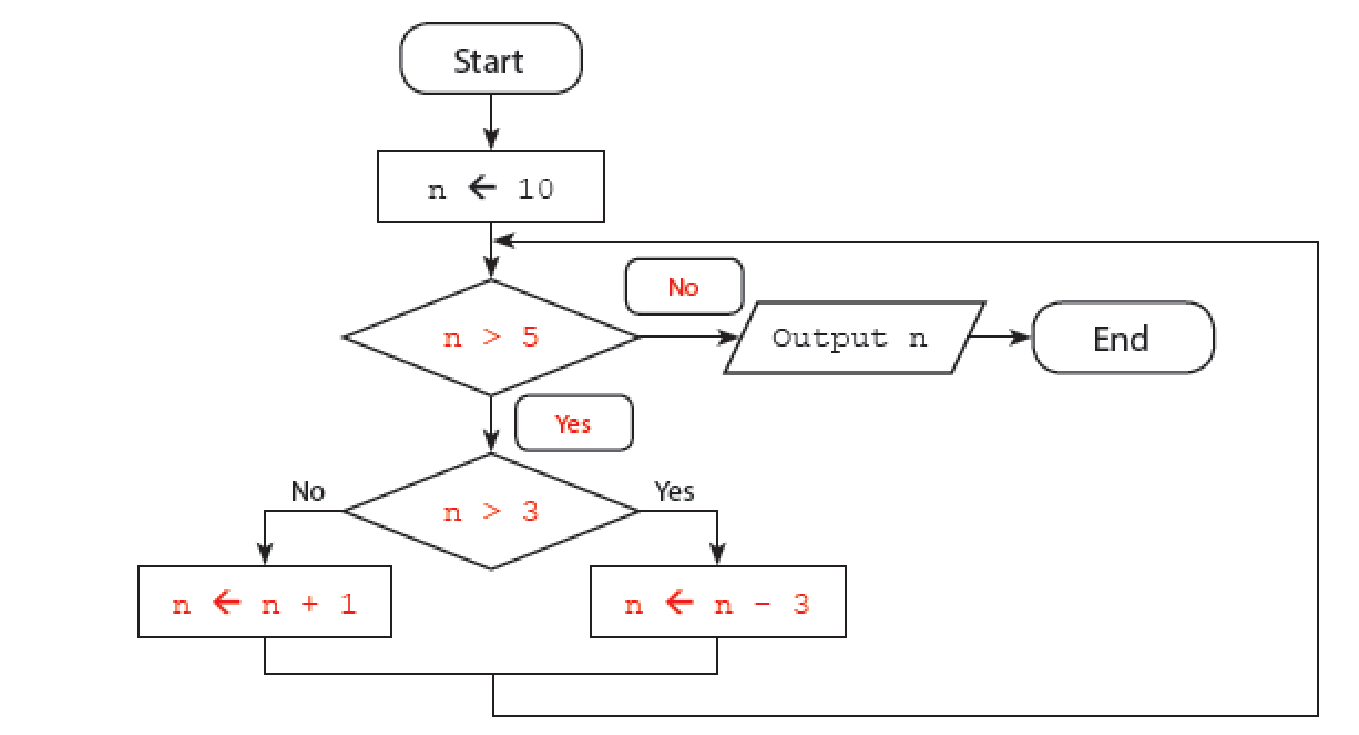 Start
n ← 10
No
n > 5
Output n
End
Yes
No
n > 3
Yes
n ← n + 1
n ← n - 3